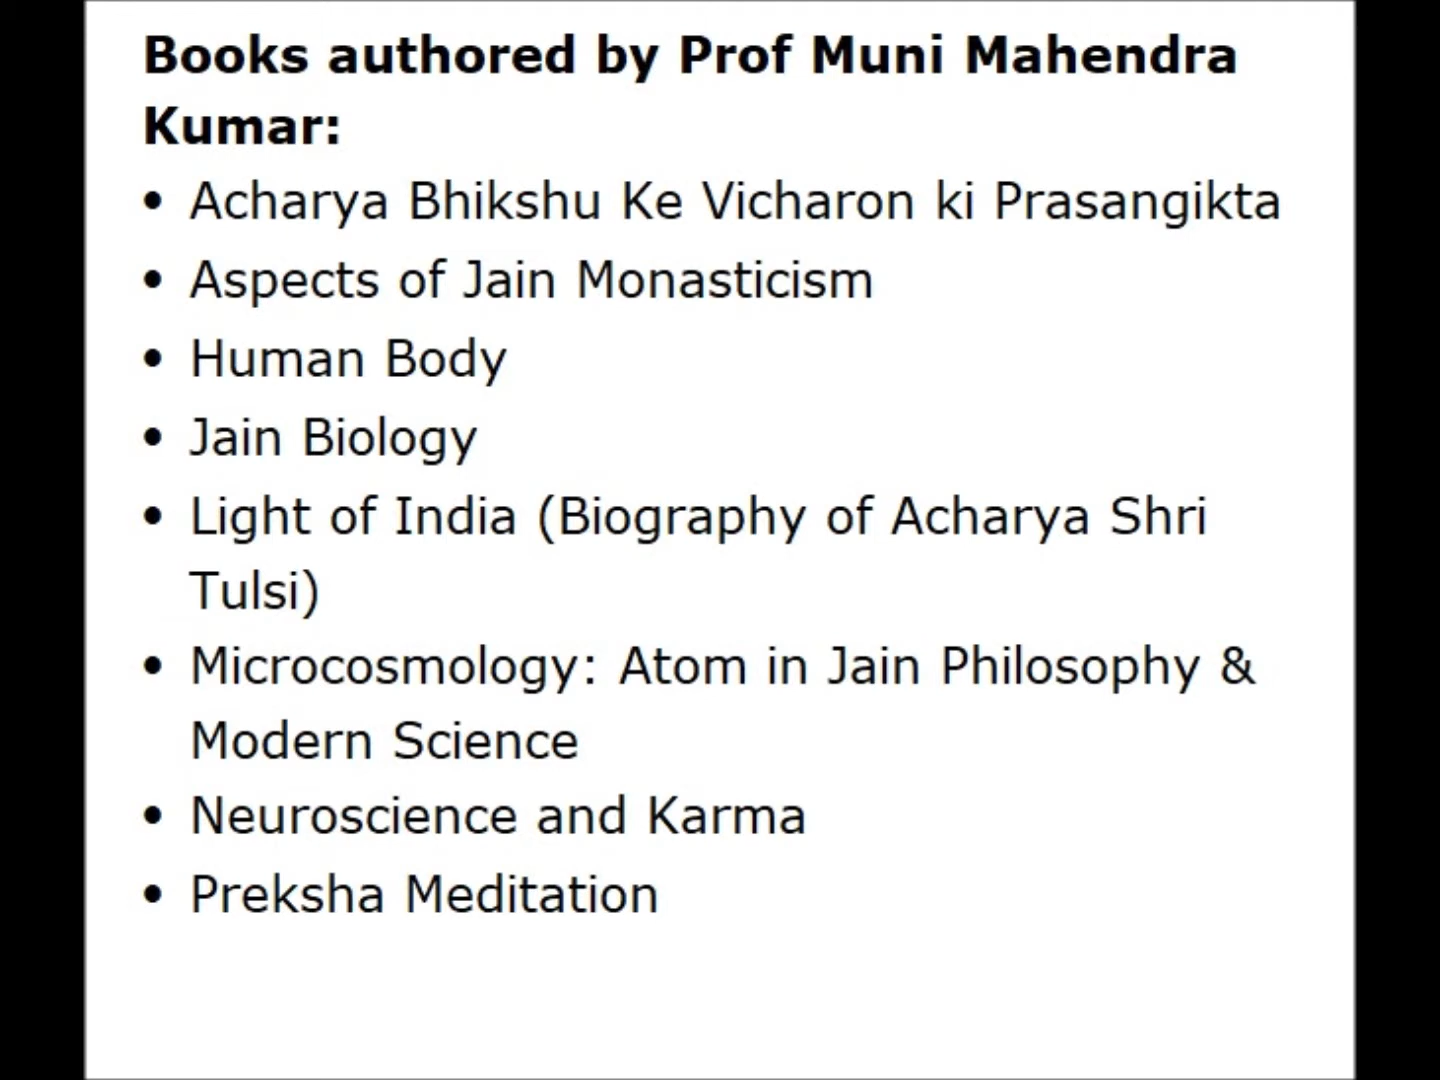 Books authored by Prof Muni Mahendra
Kumar:
• Acharya Bhikshu Ke Vicharon ki Prasangikta
• Aspects of Jain Monasticism
• Human Body
• Jain Biology
• Light of India (Biography of Acharya Shri
Tulsi)
• Microcosmology: Atom in Jain Philosophy &
Modern Science
• Neuroscience and Karma
• Preksha Meditation